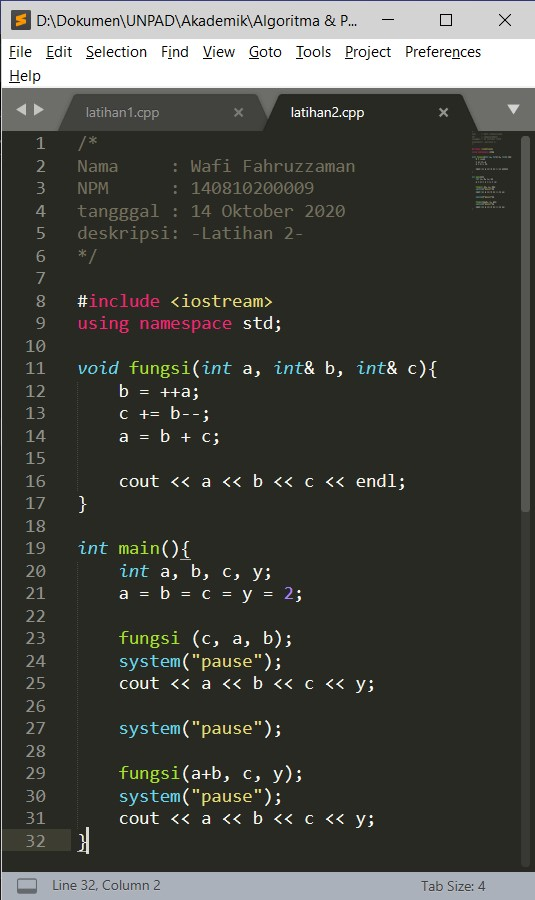 D:\Dokumen\UNPAD\Akademik\Algoritma & P...
File Edit Selection Find View Goto Tools Project Preferences
Help
latihan1.cpp latihan2.cpp
1 /*
2 Nama     : Wafi Fahruzzaman
3 NPM      : 140810200009
4 tangggal : 14 Oktober 2020
5 deskripsi: -Latihan 2-
6 */
7
8 #include <iostream>
9 using namespace std;
10
11 void fungsi(int a, int& b, int& c){
12     b = ++a;
13     c += b--;
14     a = b + c;
15
16     cout << a << b << c << endl;
17 }
18
19 int main(){
20     int a, b, c, y;
21     a = b = c = y = 2;
22
23     fungsi (c, a, b);
24     system("pause");
25     cout << a << b << c << y;
26
27     system("pause");
28
29     fungsi(a+b, c, y);
30     system("pause");
31     cout << a << b << c << y;
32 }
Line 32, Column 2 Tab Size: 4